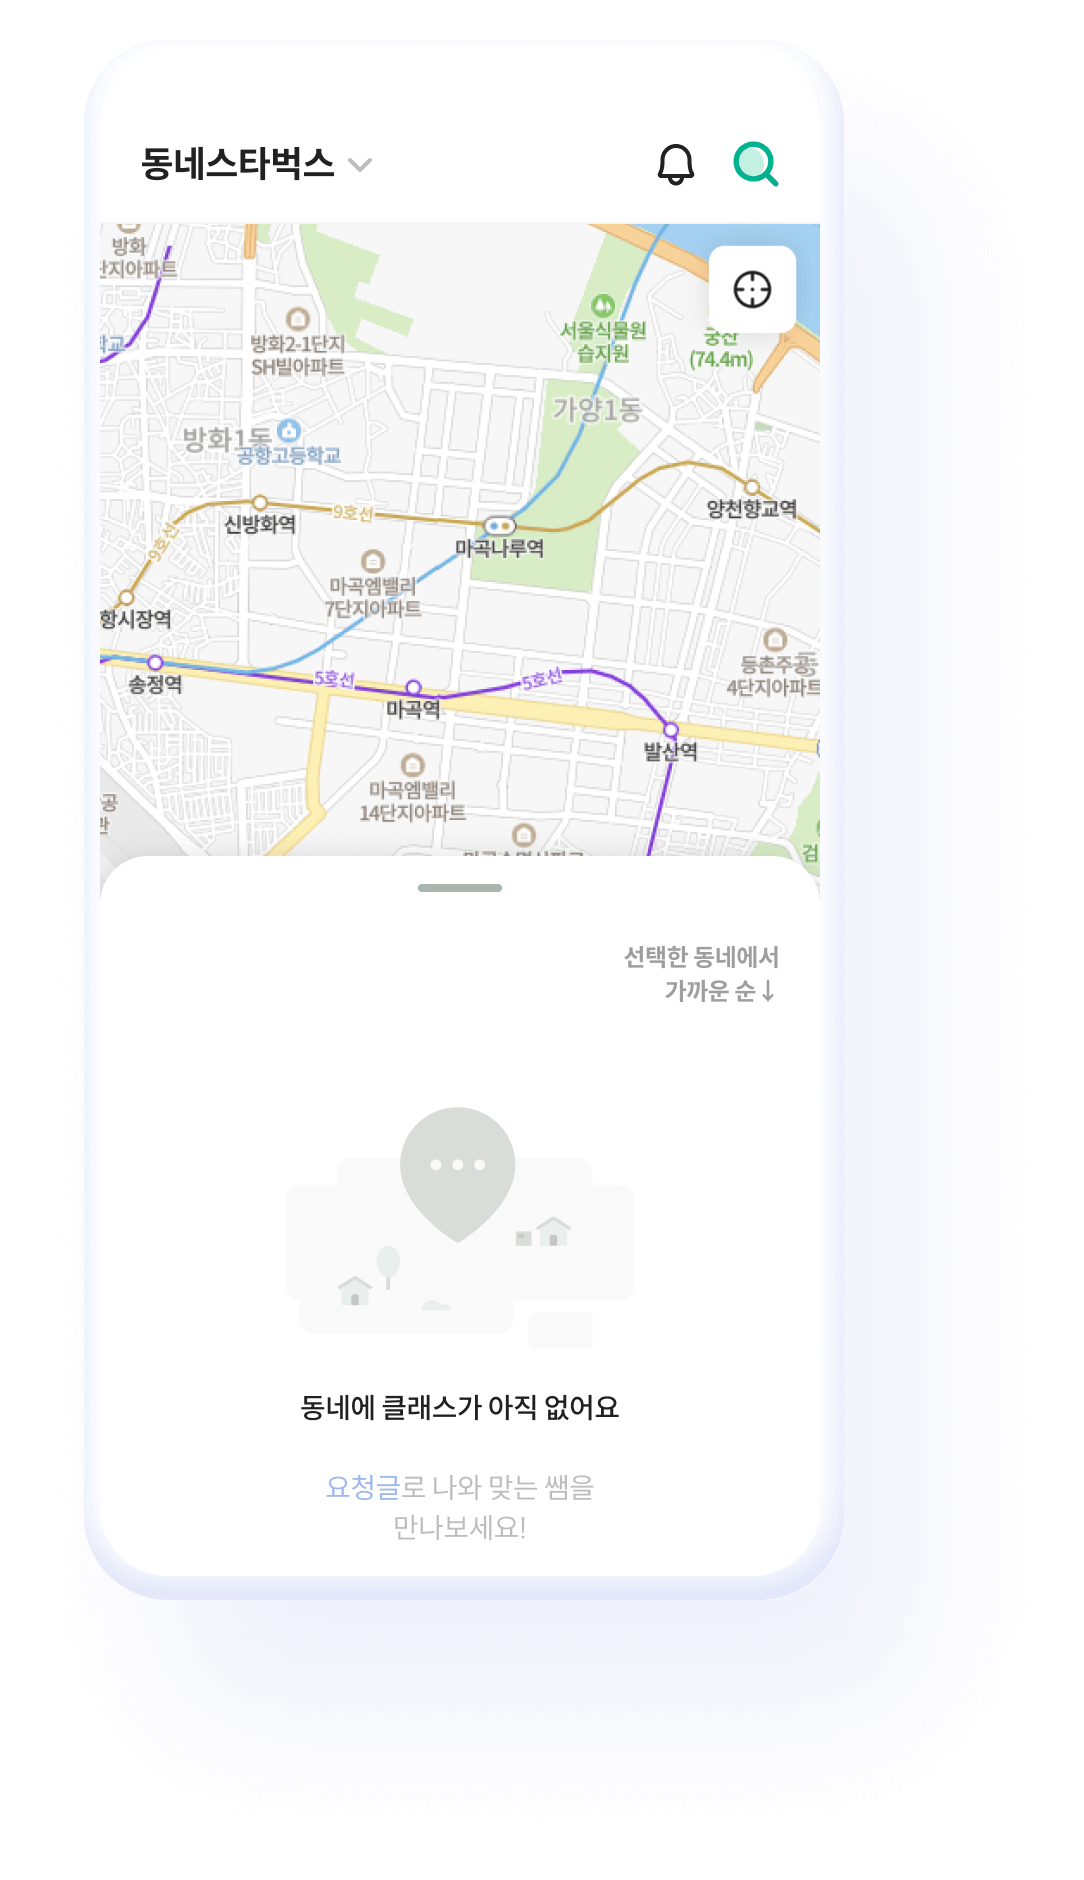 동네스타벅스
방화
단지아파트
학교
방화2-1단지
SH빌아파트
서울식물원
습지원
궁산
(74.4m)
가양1동
방화1동
공항고등학교
9호선
9호선
신방화역
마곡나루역
양천향교역
마곡엠밸리
7단지아파트
항시장역
등촌주공
4단지아파트
송정역
5호선
5호선
마곡역
발산역
마곡엠밸리
14단지아파트
공
관
검
선택한 동네에서
가까운 순↓
동네에 클래스가 아직 없어요
요청글로 나와 맞는 쌤을
만나보세요!